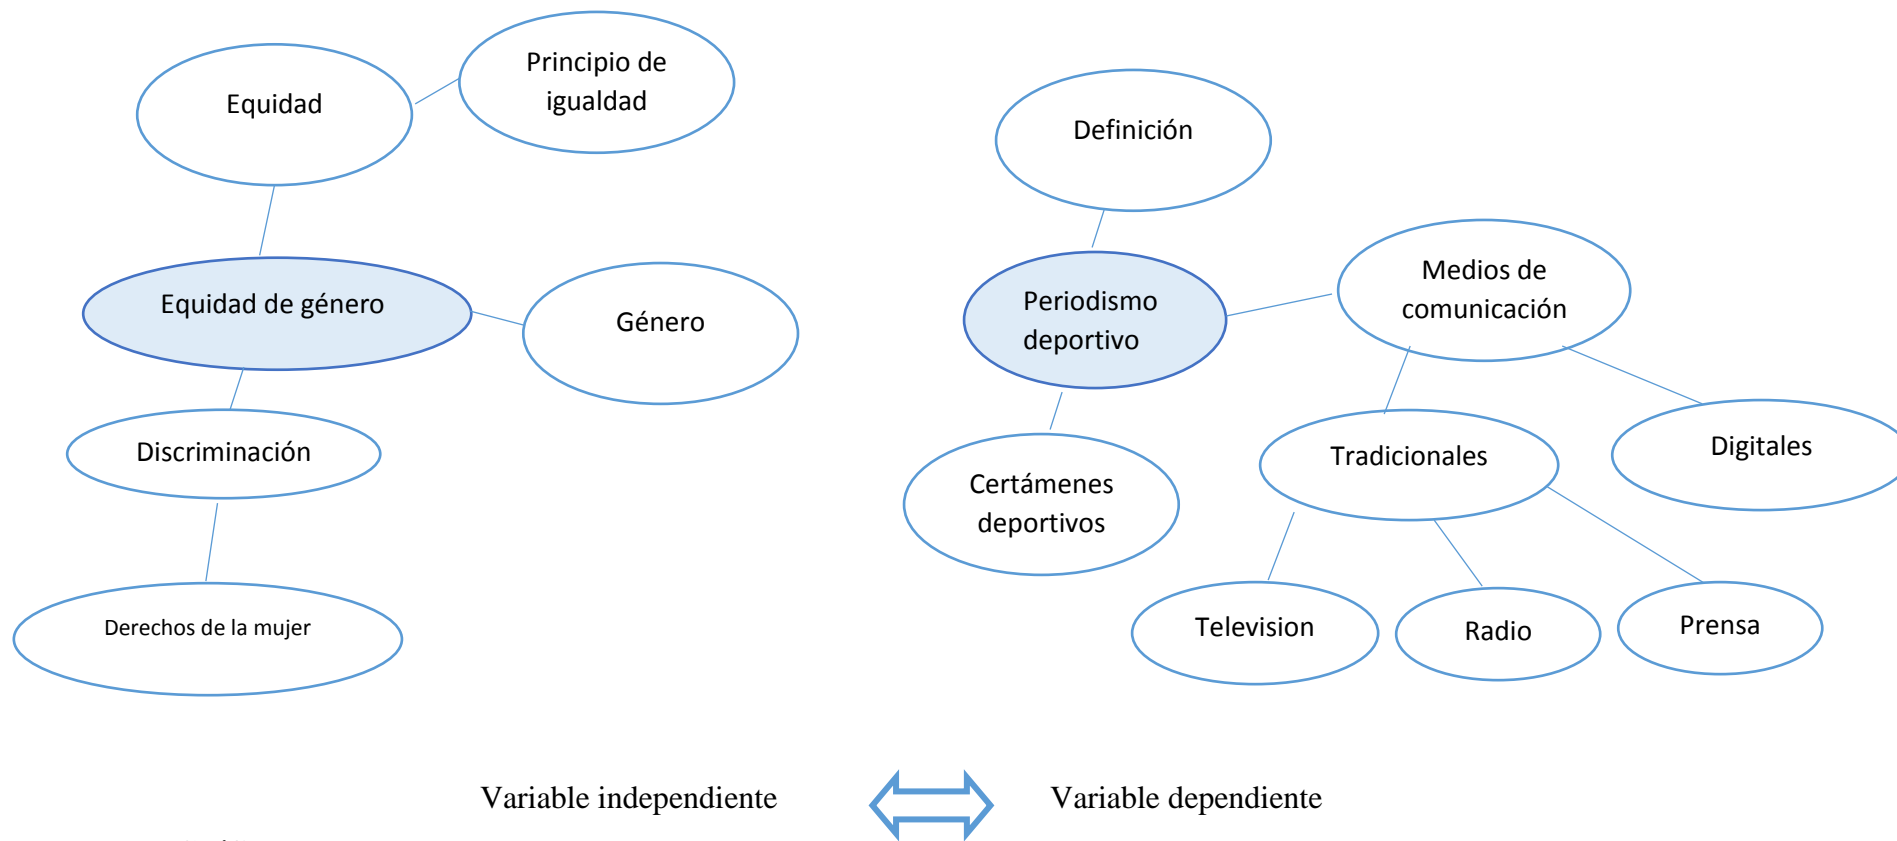 Equidad
Principio de
igualdad
Equidad de género
Género
Discriminación
Derechos de la mujer
Definición
Periodismo
deportivo
Medios de
comunicación
Certámenes
deportivos
Tradicionales
Digitales
Television
Radio
Prensa
Variable independiente
Variable dependiente